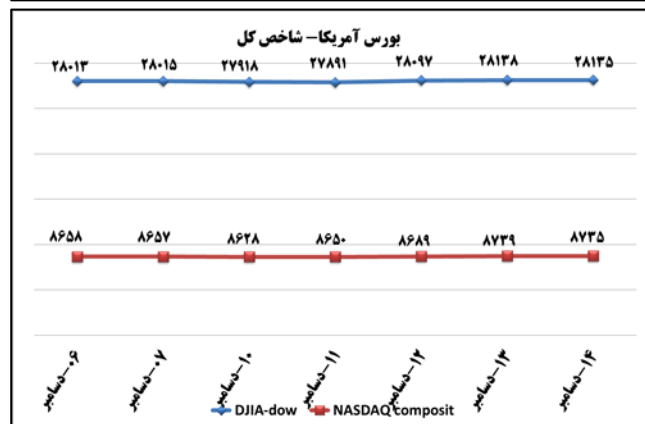 بورس آمریکا– شاخص کل
۲۸۰۱۳ ۲۸۰۱۵ ۲۷۹۱۸ ۲۷۸۹۱ ۲۸۰۹۷ ۲۸۱۳۸ ۲۸۱۳۵
۸۶۵۸ ۸۶۵۷ ۸۶۲۸ ۸۶۵۰ ۸۶۸۹ ۸۷۳۹ ۸۷۳۵
۰۶-دسامبر
۰۷-دسامبر
۱۰-دسامبر
۱۱-دسامبر
۱۲-دسامبر
۱۳-دسامبر
۱۴-دسامبر
DJIA-dow NASDAQ composit